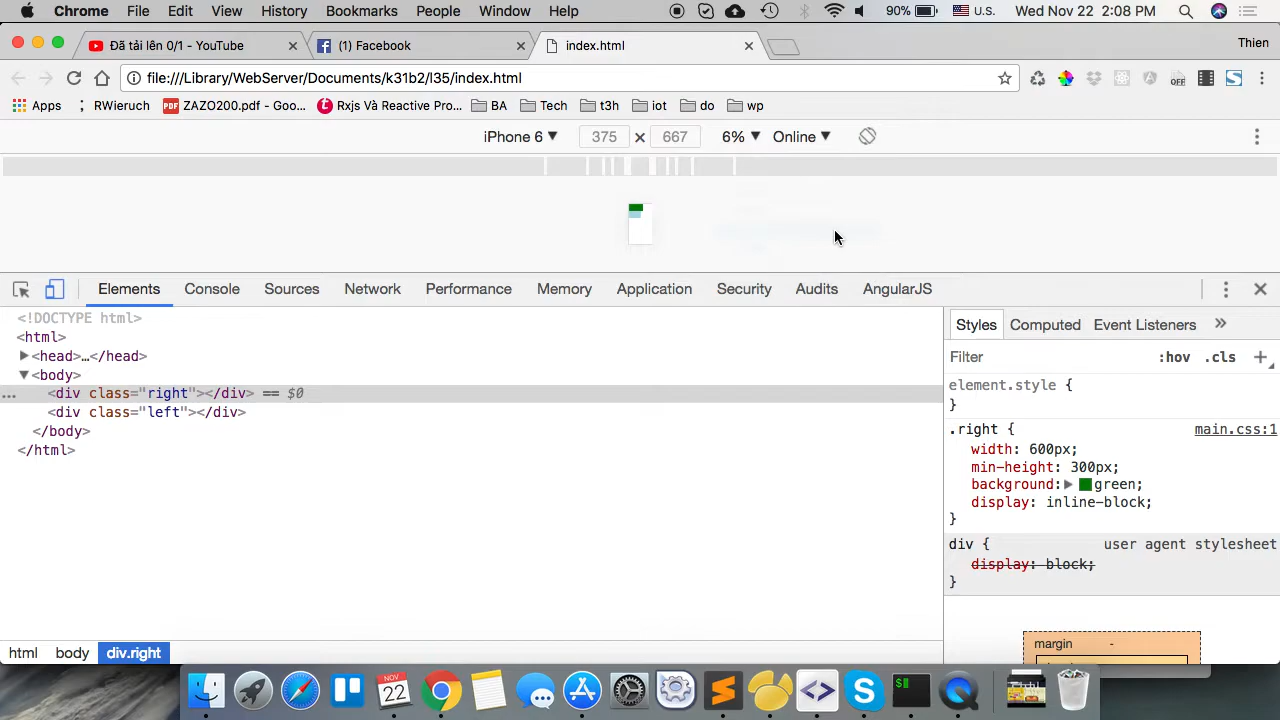 Chrome File Edit View History Bookmarks People Window Help 90% U.S. Wed Nov 22 2:08 PM
Đã tải lên 0/1 - YouTube (1) Facebook index.html Thien
file:///Library/WebServer/Documents/k31b2/l35/index.html OFF
Apps RWieruch PDF ZAZO200.pdf - Goo... Rxjs Và Reactive Pro... BA Tech t3h iot do wp
iPhone 6 375 × 667 6% Online
Elements Console Sources Network Performance Memory Application Security Audits AngularJS
<!DOCTYPE html>
<html>
<head>…</head>
<body>
... <div class="right"></div> == $0
<div class="left"></div>
</body>
</html>
Styles Computed Event Listeners »
Filter :hov .cls +
element.style {
}
.right { main.css:1
width: 600px;
min-height: 300px;
background: green;
display: inline-block;
}
div { user agent stylesheet
display: block;
}
margin -
html body div.right
NOV
22
$